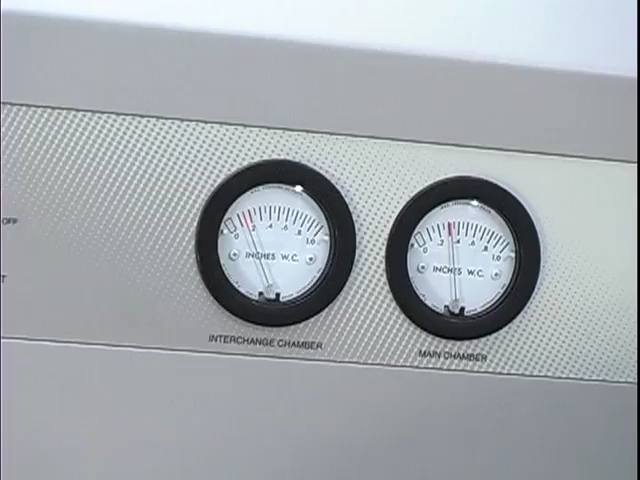 OFF
T
0 .2 .4 .6 .8 1.0
INCHES W.C.
INTERCHANGE CHAMBER
0 .2 .4 .6 .8 1.0
INCHES W.C.
MAIN CHAMBER